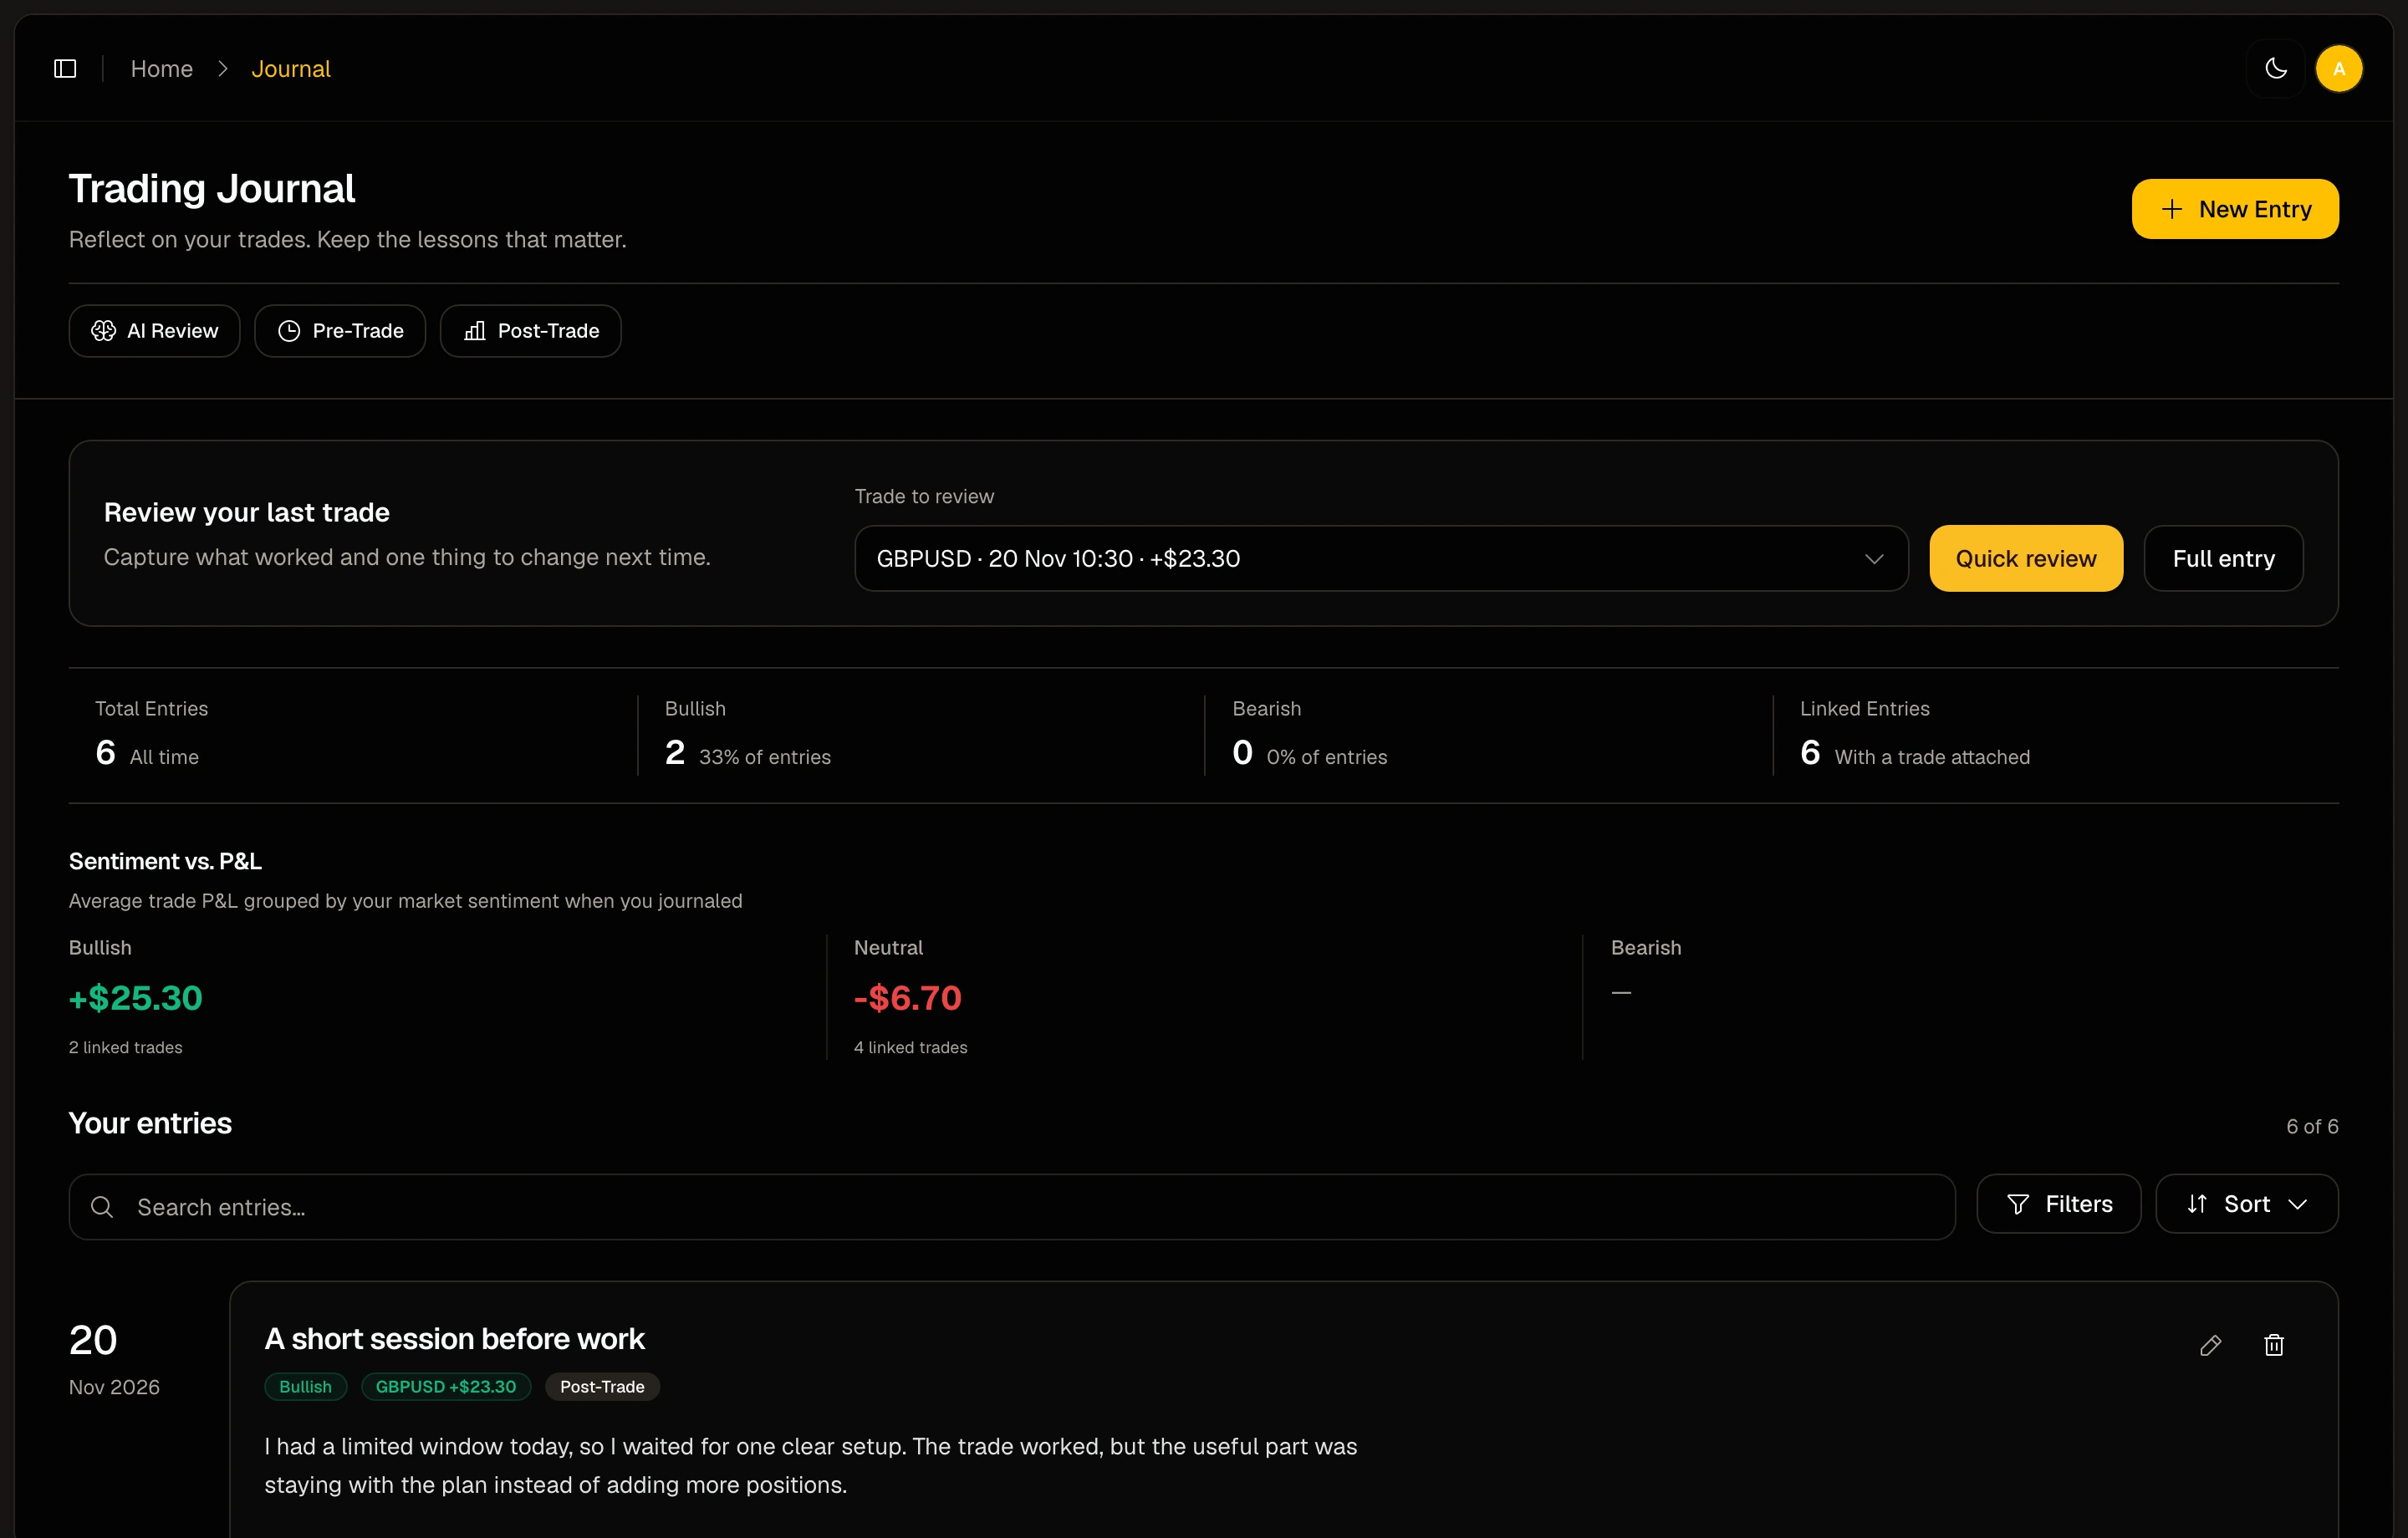 Home > Journal
A
Trading Journal
Reflect on your trades. Keep the lessons that matter.
New Entry
AI Review
Pre-Trade
Post-Trade
Review your last trade
Capture what worked and one thing to change next time.
Trade to review
GBPUSD · 20 Nov 10:30 · +$23.30
Quick review
Full entry
Total Entries
6 All time
Bullish
2 33% of entries
Bearish
0 0% of entries
Linked Entries
6 With a trade attached
Sentiment vs. P&L
Average trade P&L grouped by your market sentiment when you journaled
Bullish
+$25.30
2 linked trades
Neutral
-$6.70
4 linked trades
Bearish
—
Your entries
6 of 6
Search entries...
Filters
Sort
20
Nov 2026
A short session before work
Bullish
GBPUSD +$23.30
Post-Trade
I had a limited window today, so I waited for one clear setup. The trade worked, but the useful part was
staying with the plan instead of adding more positions.